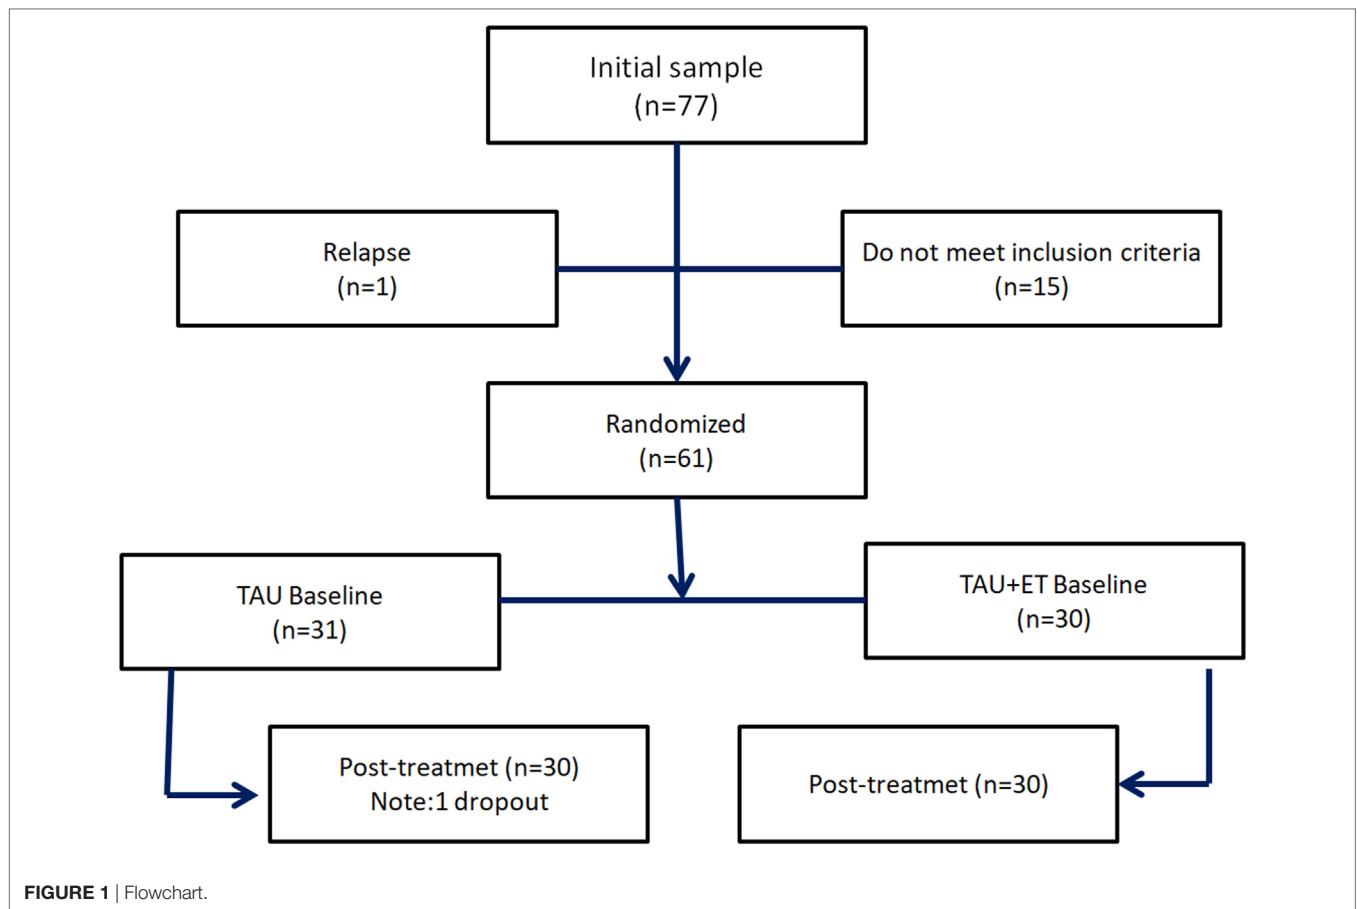 Initial sample
(n=77)
Relapse
(n=1)
Do not meet inclusion criteria
(n=15)
Randomized
(n=61)
TAU Baseline
(n=31)
TAU+ET Baseline
(n=30)
Post-treatmet (n=30)
Note:1 dropout
Post-treatmet (n=30)
FIGURE 1 | Flowchart.